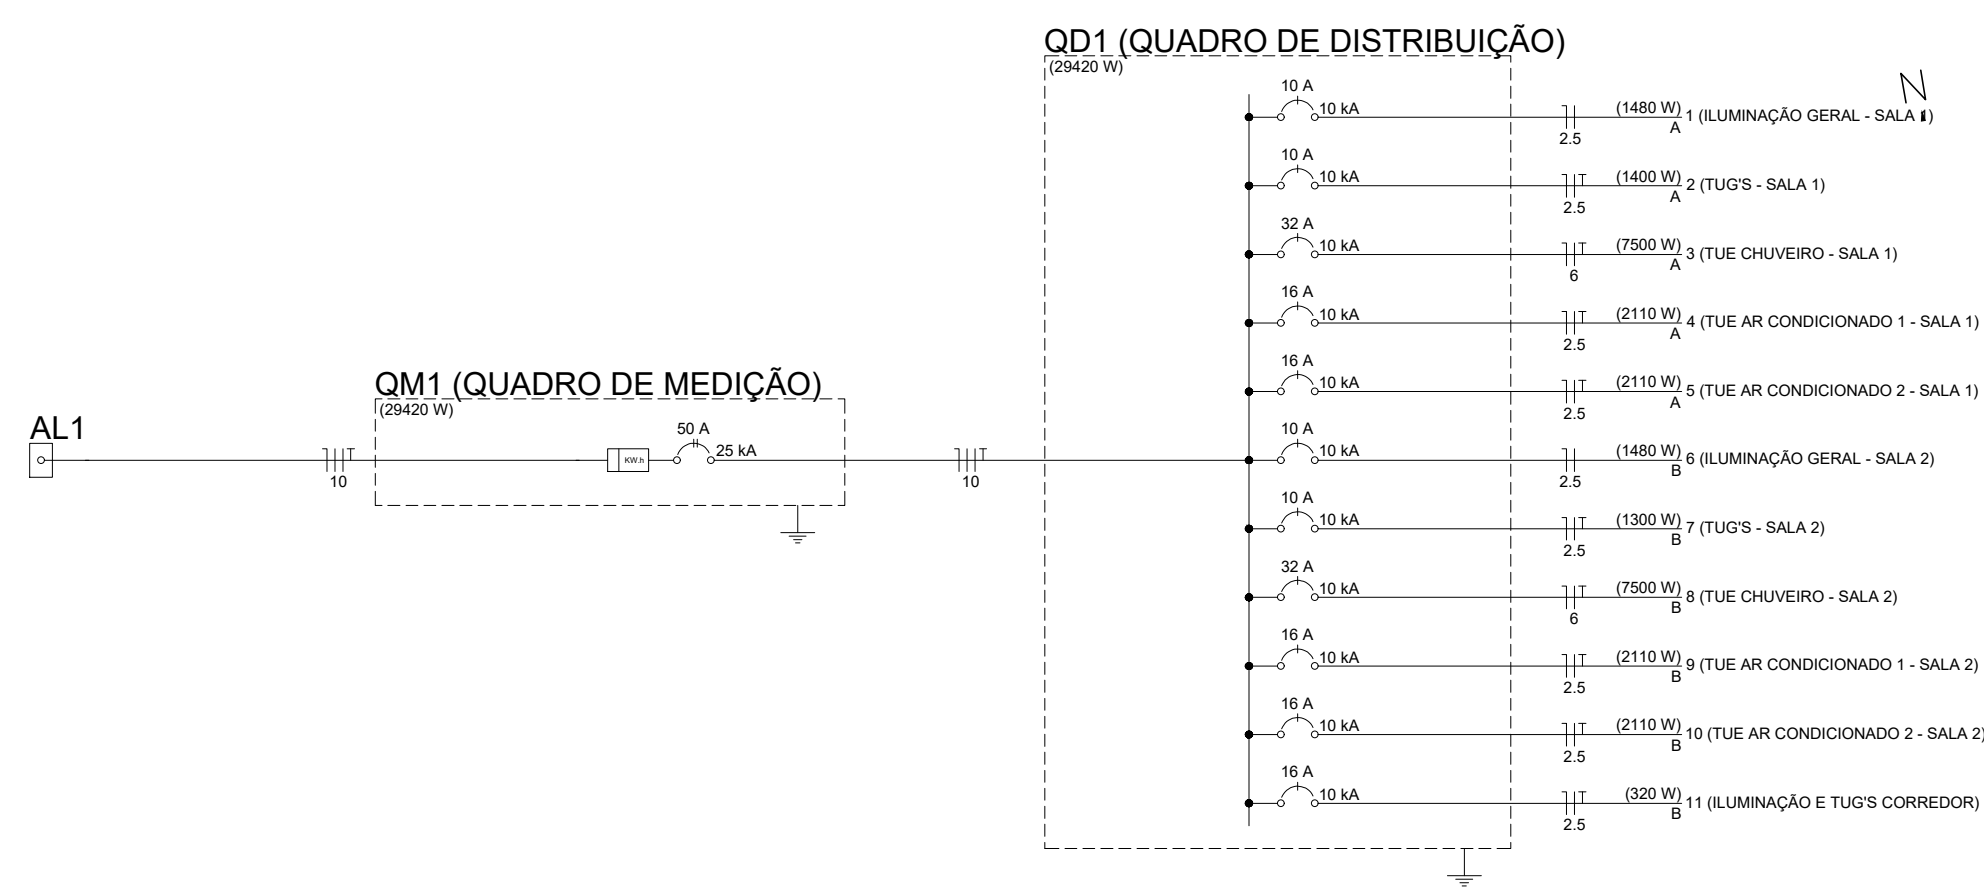 QD1 (QUADRO DE DISTRIBUIÇÃO)
(29420 W)
N
10 A
10 kA
2.5
(1480 W)
A
1 (ILUMINAÇÃO GERAL - SALA 1)
10 A
10 kA
2.5
(1400 W)
A
2 (TUG'S - SALA 1)
32 A
10 kA
6
(7500 W)
A
3 (TUE CHUVEIRO - SALA 1)
16 A
10 kA
2.5
(2110 W)
A
4 (TUE AR CONDICIONADO 1 - SALA 1)
16 A
10 kA
2.5
(2110 W)
A
5 (TUE AR CONDICIONADO 2 - SALA 1)
AL1
10
QM1 (QUADRO DE MEDIÇÃO)
(29420 W)
KW.h
50 A
25 kA
10
10 A
10 kA
2.5
(1480 W)
B
6 (ILUMINAÇÃO GERAL - SALA 2)
10 A
10 kA
2.5
(1300 W)
B
7 (TUG'S - SALA 2)
32 A
10 kA
6
(7500 W)
B
8 (TUE CHUVEIRO - SALA 2)
16 A
10 kA
2.5
(2110 W)
B
9 (TUE AR CONDICIONADO 1 - SALA 2)
16 A
10 kA
2.5
(2110 W)
B
10 (TUE AR CONDICIONADO 2 - SALA 2)
16 A
10 kA
2.5
(320 W)
B
11 (ILUMINAÇÃO E TUG'S CORREDOR)